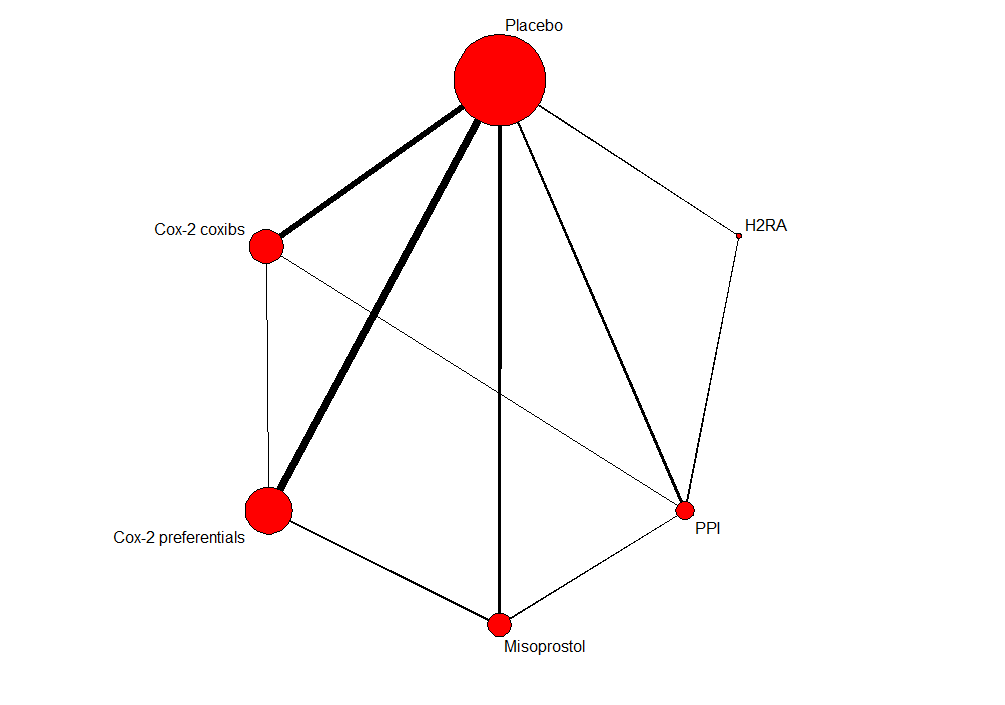 Placebo
H2RA
Cox-2 coxibs
PPI
Cox-2 preferentials
Misoprostol